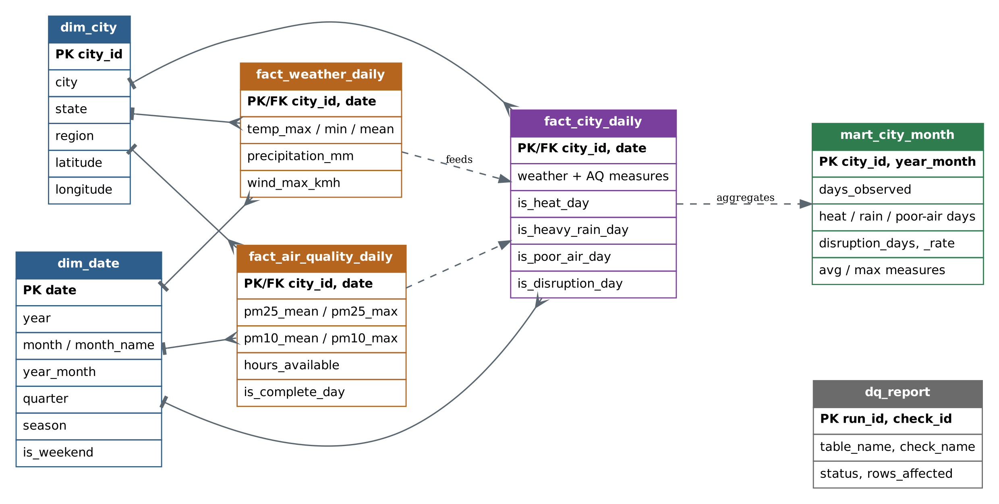 dim_city
PK city_id
city
state
region
latitude
longitude
dim_date
PK date
year
month / month_name
year_month
quarter
season
is_weekend
fact_weather_daily
PK/FK city_id, date
temp_max / min / mean
precipitation_mm
wind_max_kmh
fact_air_quality_daily
PK/FK city_id, date
pm25_mean / pm25_max
pm10_mean / pm10_max
hours_available
is_complete_day
feeds
fact_city_daily
PK/FK city_id, date
weather + AQ measures
is_heat_day
is_heavy_rain_day
is_poor_air_day
is_disruption_day
aggregates
mart_city_month
PK city_id, year_month
days_observed
heat / rain / poor-air days
disruption_days, _rate
avg / max measures
dq_report
PK run_id, check_id
table_name, check_name
status, rows_affected